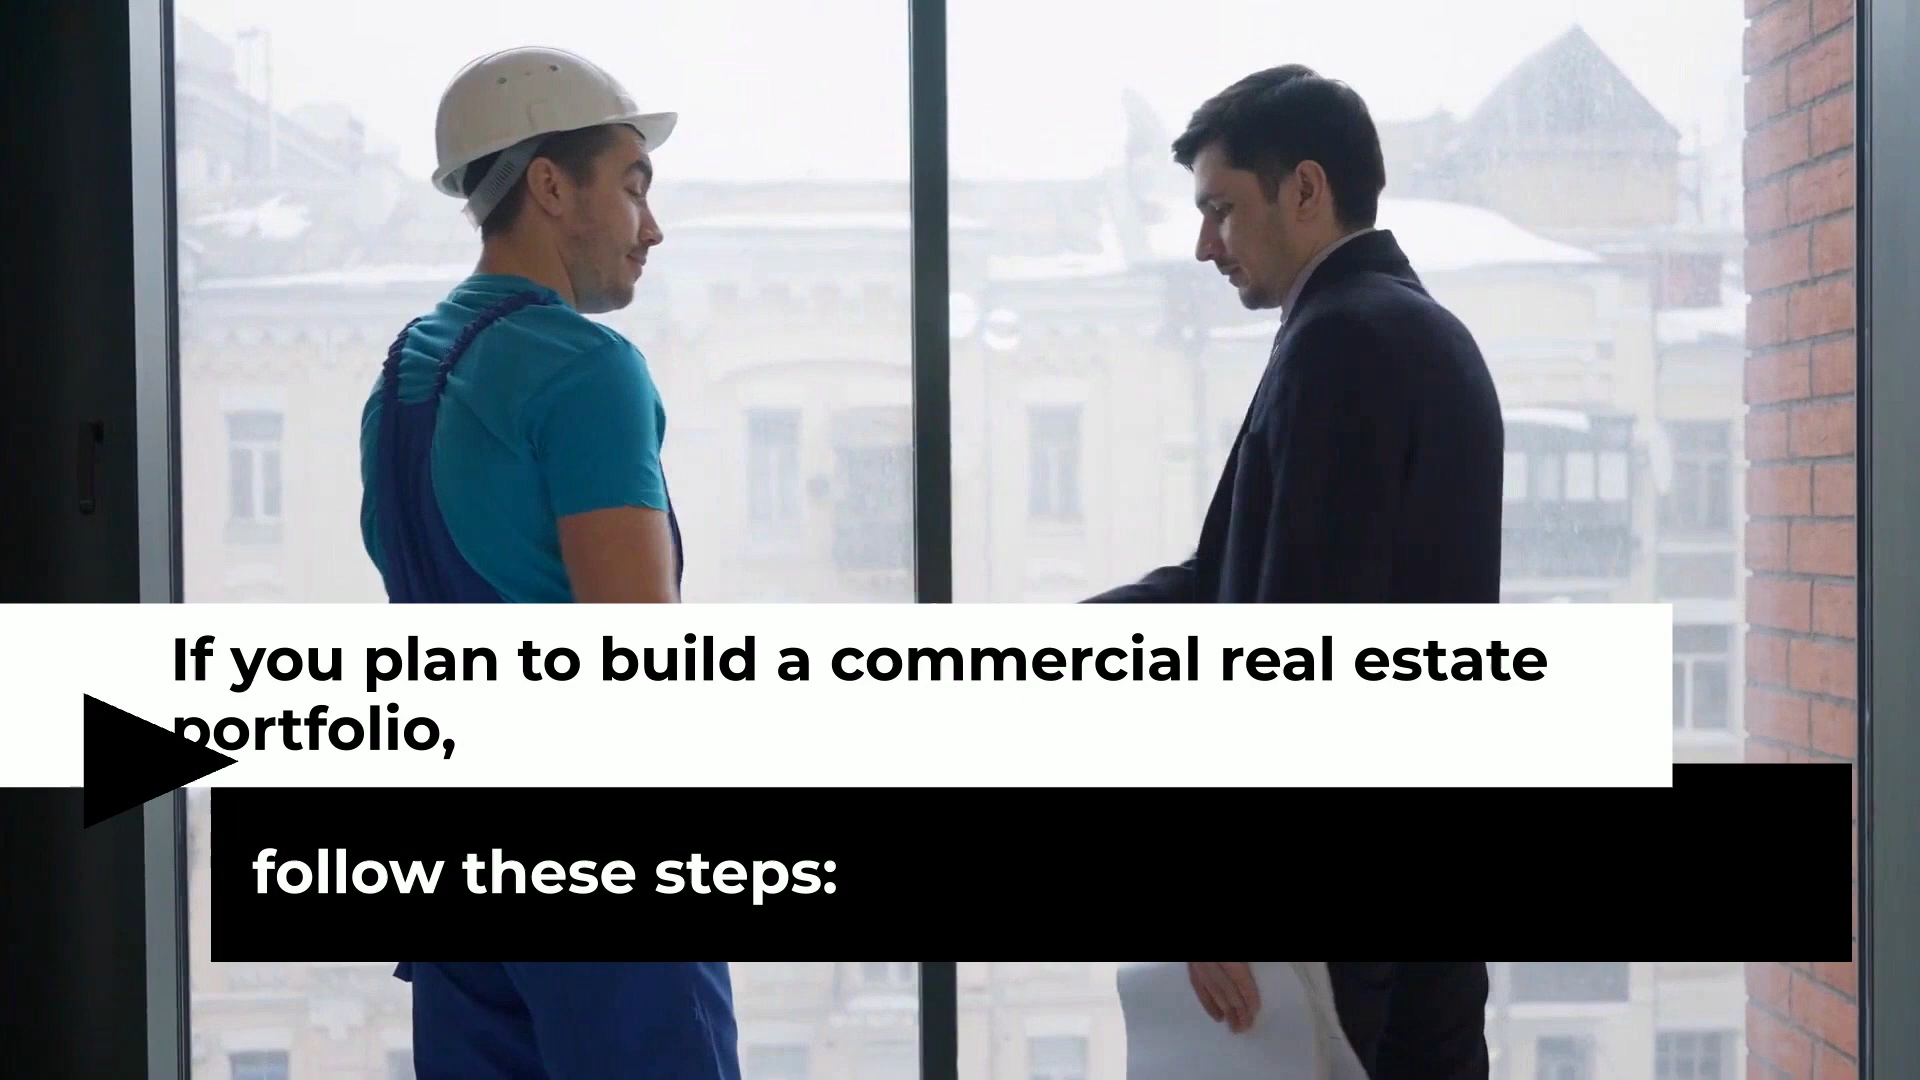 If you plan to build a commercial real estate
portfolio,
follow these steps: